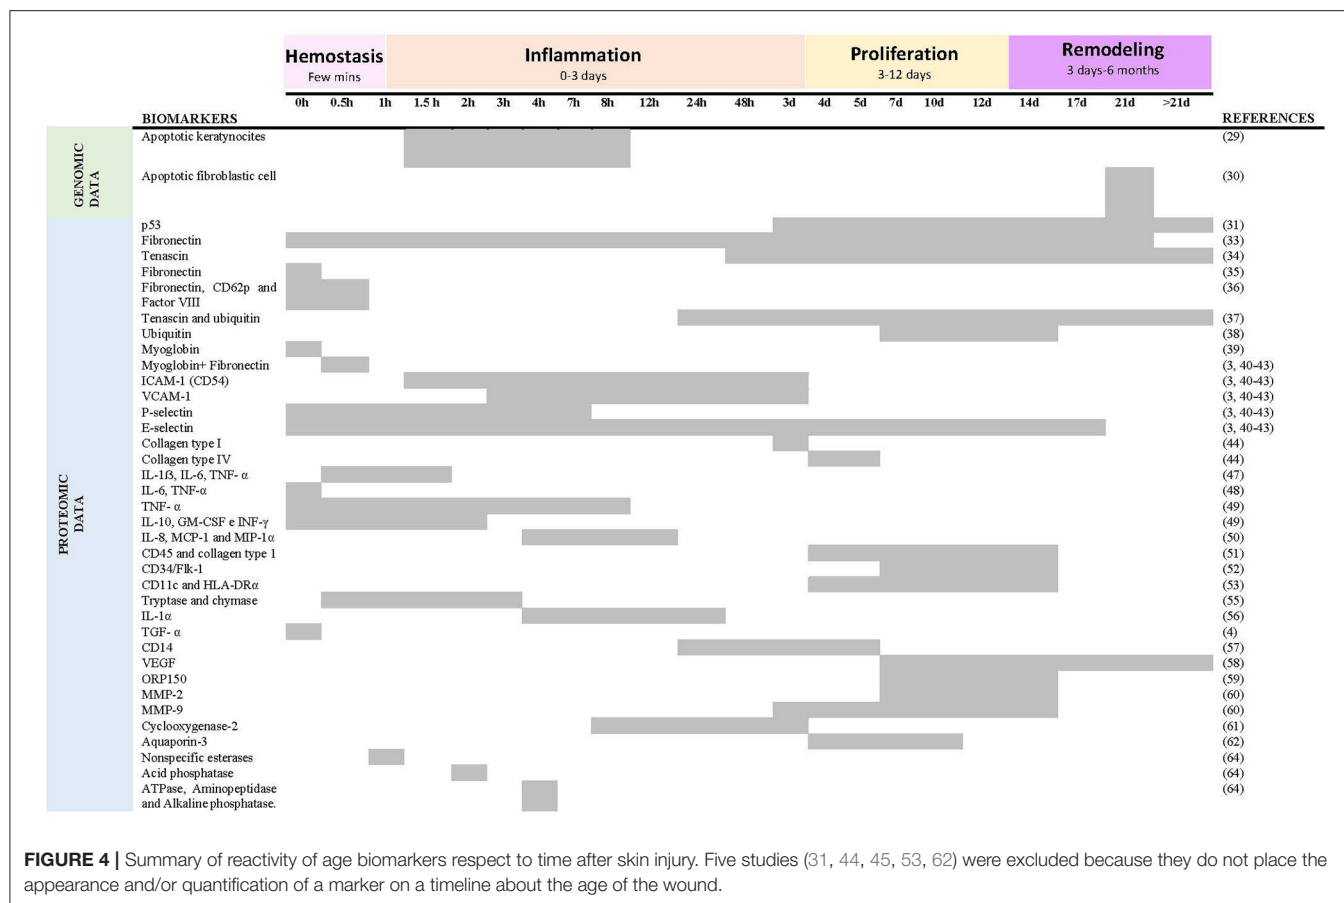 Hemostasis
Few mins
Inflammation
0-3 days
Proliferation
3-12 days
Remodeling
3 days-6 months
0h 0.5h 1h 1.5 h 2h 3h 4h 7h 8h 12h 24h 48h 3d 4d 5d 7d 10d 12d 14d 17d 21d >21d
BIOMARKERS REFERENCES
GENOMIC
DATA
Apoptotic keratynocites (29)
Apoptotic fibroblastic cell (30)
PROTEOMIC
DATA
p53 (31)
Fibronectin (33)
Tenascin (34)
Fibronectin (35)
Fibronectin, CD62p and (36)
Factor VIII
Tenascin and ubiquitin (37)
Ubiquitin (38)
Myoglobin (39)
Myoglobin+ Fibronectin (3, 40-43)
ICAM-1 (CD54) (3, 40-43)
VCAM-1 (3, 40-43)
P-selectin (3, 40-43)
E-selectin (3, 40-43)
Collagen type I (44)
Collagen type IV (44)
IL-1ß, IL-6, TNF- α (47)
IL-6, TNF-α (48)
TNF- α (49)
IL-10, GM-CSF e INF-γ (49)
IL-8, MCP-1 and MIP-1α (50)
CD45 and collagen type 1 (51)
CD34/Flk-1 (52)
CD11c and HLA-DRα (53)
Tryptase and chymase (55)
IL-1α (56)
TGF- α (4)
CD14 (57)
VEGF (58)
ORP150 (59)
MMP-2 (60)
MMP-9 (60)
Cyclooxygenase-2 (61)
Aquaporin-3 (62)
Nonspecific esterases (64)
Acid phosphatase (64)
ATPase, Aminopeptidase (64)
and Alkaline phosphatase.
FIGURE 4 | Summary of reactivity of age biomarkers respect to time after skin injury. Five studies (31, 44, 45, 53, 62) were excluded because they do not place the
appearance and/or quantification of a marker on a timeline about the age of the wound.